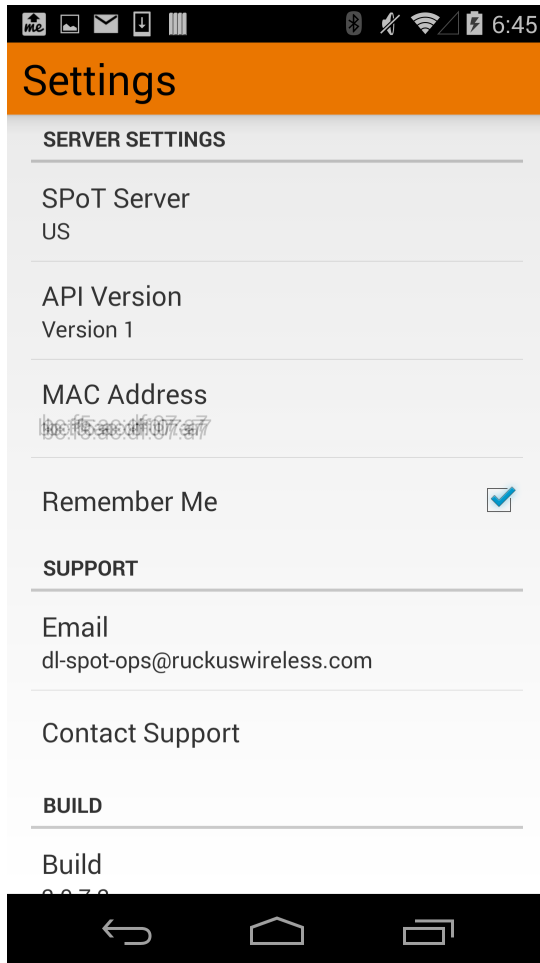 me
6:45
Settings
SERVER SETTINGS
SPoT Server
US
API Version
Version 1
MAC Address
Remember Me
SUPPORT
Email
dl-spot-ops@ruckuswireless.com
Contact Support
BUILD
Build